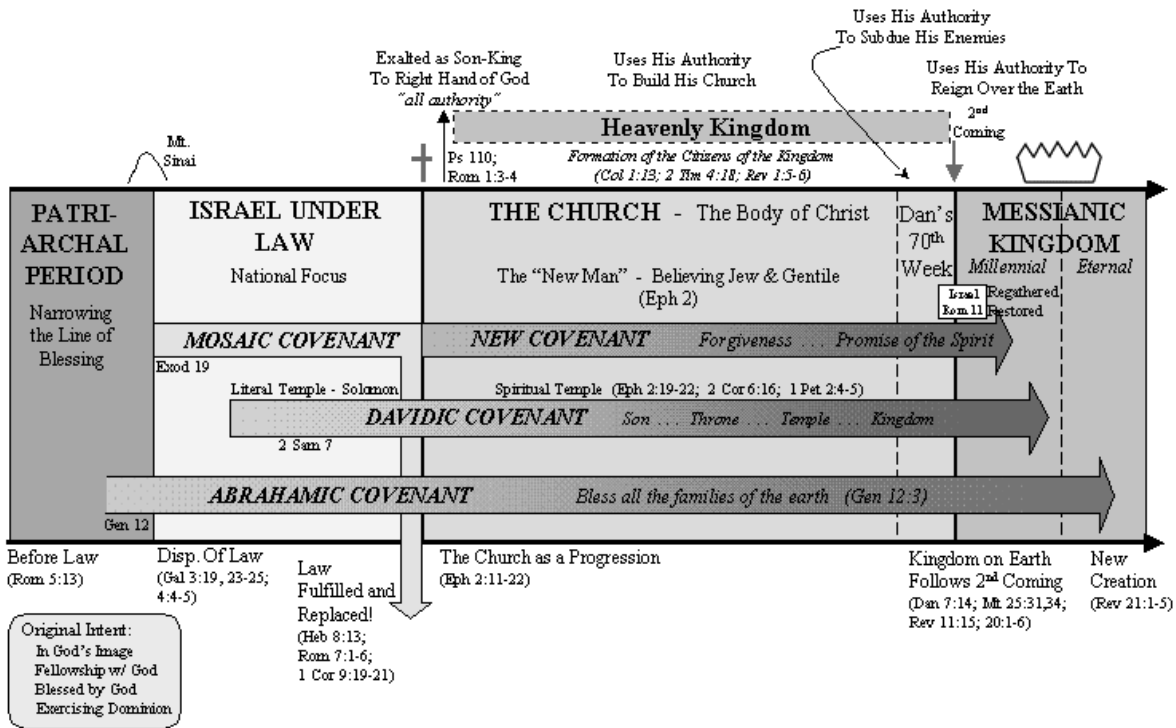 Uses His Authority
To Subdue His Enemies
Exalted as Son-King
To Right Hand of God
"all authority"
Uses His Authority
To Build His Church
Uses His Authority To
Reign Over the Earth
2nd
Coming
Heavenly Kingdom
Mt.
Sinai
Ps 110;
Rom 1:3-4
Formation of the Citizens of the Kingdom
(Col 1:13; 2 Tim 4:18; Rev 1:5-6)
PATRI-
ARCHAL
PERIOD
Narrowing
the Line of
Blessing
ISRAEL UNDER
LAW
National Focus
THE CHURCH - The Body of Christ
The "New Man" - Believing Jew & Gentile
(Eph 2)
Dan's
70th
Week
MESSIANIC
KINGDOM
Millennial Eternal
Israel
Rom 11
Regathered
Restored
MOSAIC COVENANT
NEW COVENANT Forgiveness ... Promise of the Spirit
Exod 19
Literal Temple - Solomon
Spiritual Temple (Eph 2:19-22; 2 Cor 6:16; 1 Pet 2:4-5)
DAVIDIC COVENANT Son ... Throne ... Temple ... Kingdom
2 Sam 7
ABRAHAMIC COVENANT Bless all the families of the earth (Gen 12:3)
Gen 12
Before Law
(Rom 5:13)
Disp. Of Law
(Gal 3:19, 23-25;
4:4-5)
Law
Fulfilled and
Replaced!
(Heb 8:13;
Rom 7:1-6;
1 Cor 9:19-21)
The Church as a Progression
(Eph 2:11-22)
Kingdom on Earth
Follows 2nd Coming
(Dan 7:14; Mt 25:31,34;
Rev 11:15; 20:1-6)
New
Creation
(Rev 21:1-5)
Original Intent:
In God's Image
Fellowship w/ God
Blessed by God
Exercising Dominion